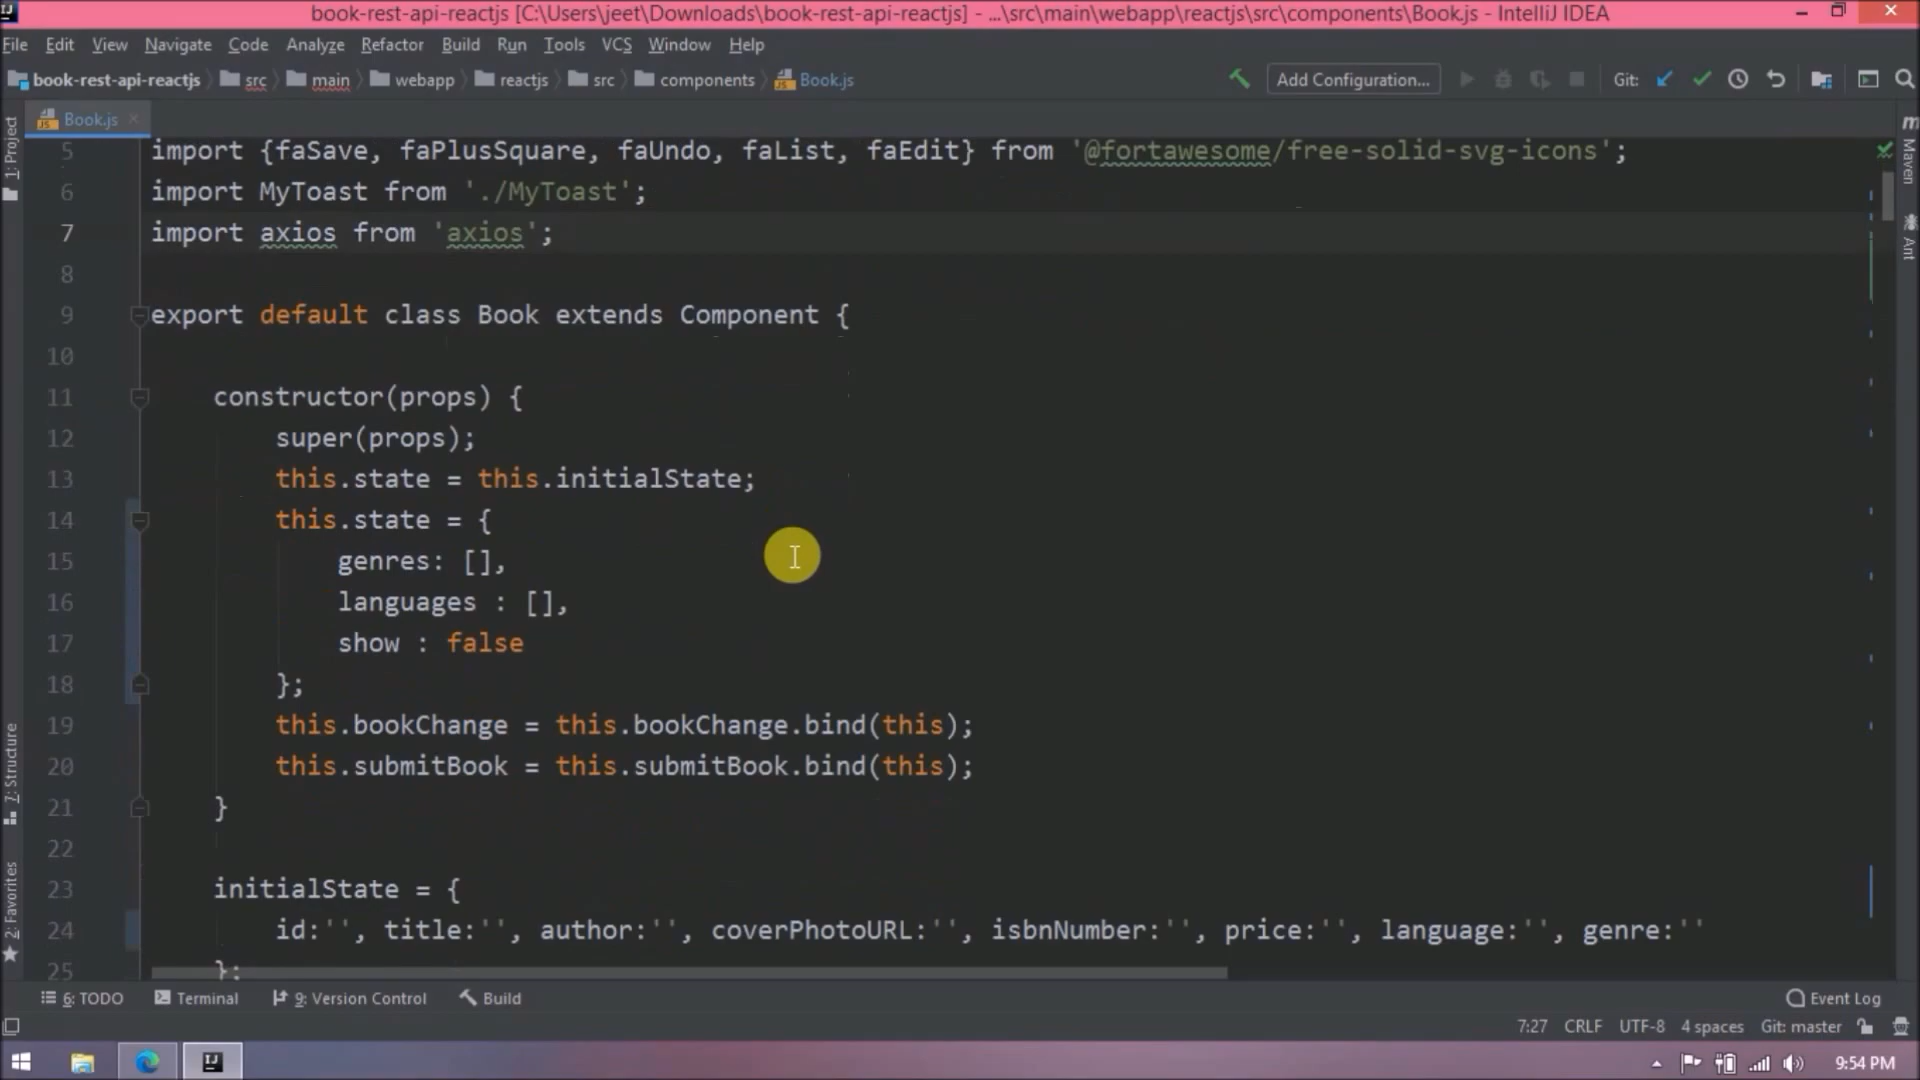 book-rest-api-reactjs [C:\Users\jeet\Downloads\book-rest-api-reactjs] - ...\src\main\webapp\reactjs\src\components\Book.js - IntelliJ IDEA
File Edit View Navigate Code Analyze Refactor Build Run Tools VCS Window Help
book-rest-api-reactjs src main webapp reactjs src components Book.js Add Configuration... Git:
Book.js
1: Project
7: Structure
2: Favorites
Maven
Ant
5 import {faSave, faPlusSquare, faUndo, faList, faEdit} from '@fortawesome/free-solid-svg-icons';
6 import MyToast from './MyToast';
7 import axios from 'axios';
8
9 export default class Book extends Component {
10
11 constructor(props) {
12 super(props);
13 this.state = this.initialState;
14 this.state = {
15 genres: [],
16 languages : [],
17 show : false
18 };
19 this.bookChange = this.bookChange.bind(this);
20 this.submitBook = this.submitBook.bind(this);
21 }
22
23 initialState = {
24 id:'', title:'', author:'', coverPhotoURL:'', isbnNumber:'', price:'', language:'', genre:''
25 };
6: TODO Terminal 9: Version Control Build Event Log
7:27 CRLF UTF-8 4 spaces Git: master
9:54 PM